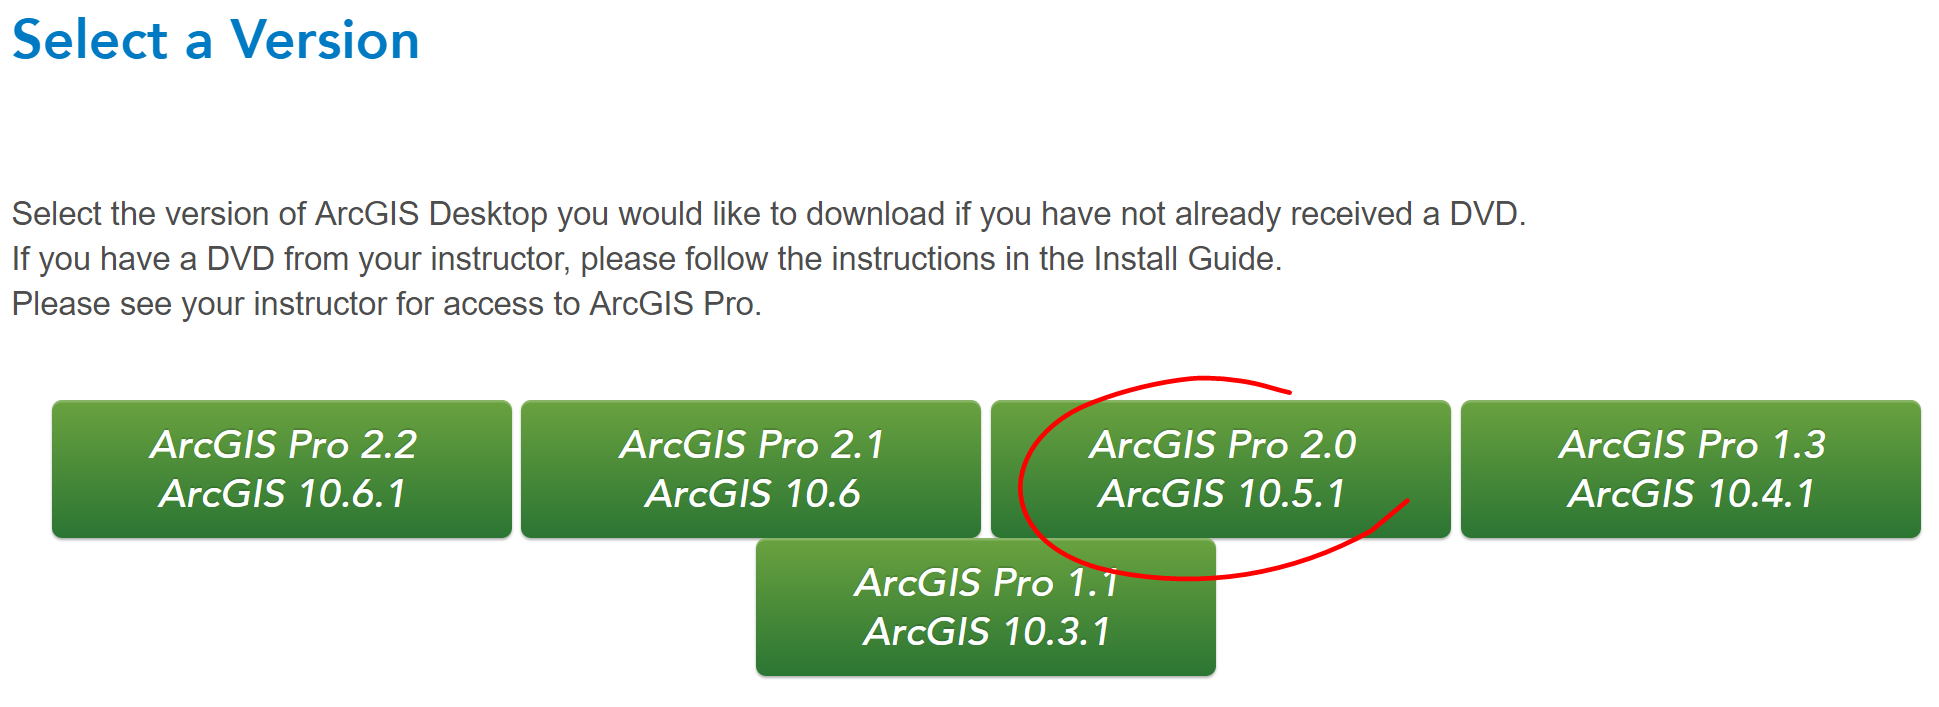 Select a Version
Select the version of ArcGIS Desktop you would like to download if you have not already received a DVD.
If you have a DVD from your instructor, please follow the instructions in the Install Guide.
Please see your instructor for access to ArcGIS Pro.
ArcGIS Pro 2.2
ArcGIS 10.6.1
ArcGIS Pro 2.1
ArcGIS 10.6
ArcGIS Pro 2.0
ArcGIS 10.5.1
ArcGIS Pro 1.3
ArcGIS 10.4.1
ArcGIS Pro 1.1
ArcGIS 10.3.1